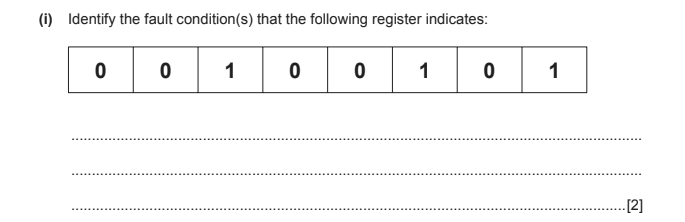 (i) Identify the fault condition(s) that the following register indicates:
0 0 1 0 0 1 0 1
..........................................................................................................................................
..........................................................................................................................................
.....................................................................................................................................[2]